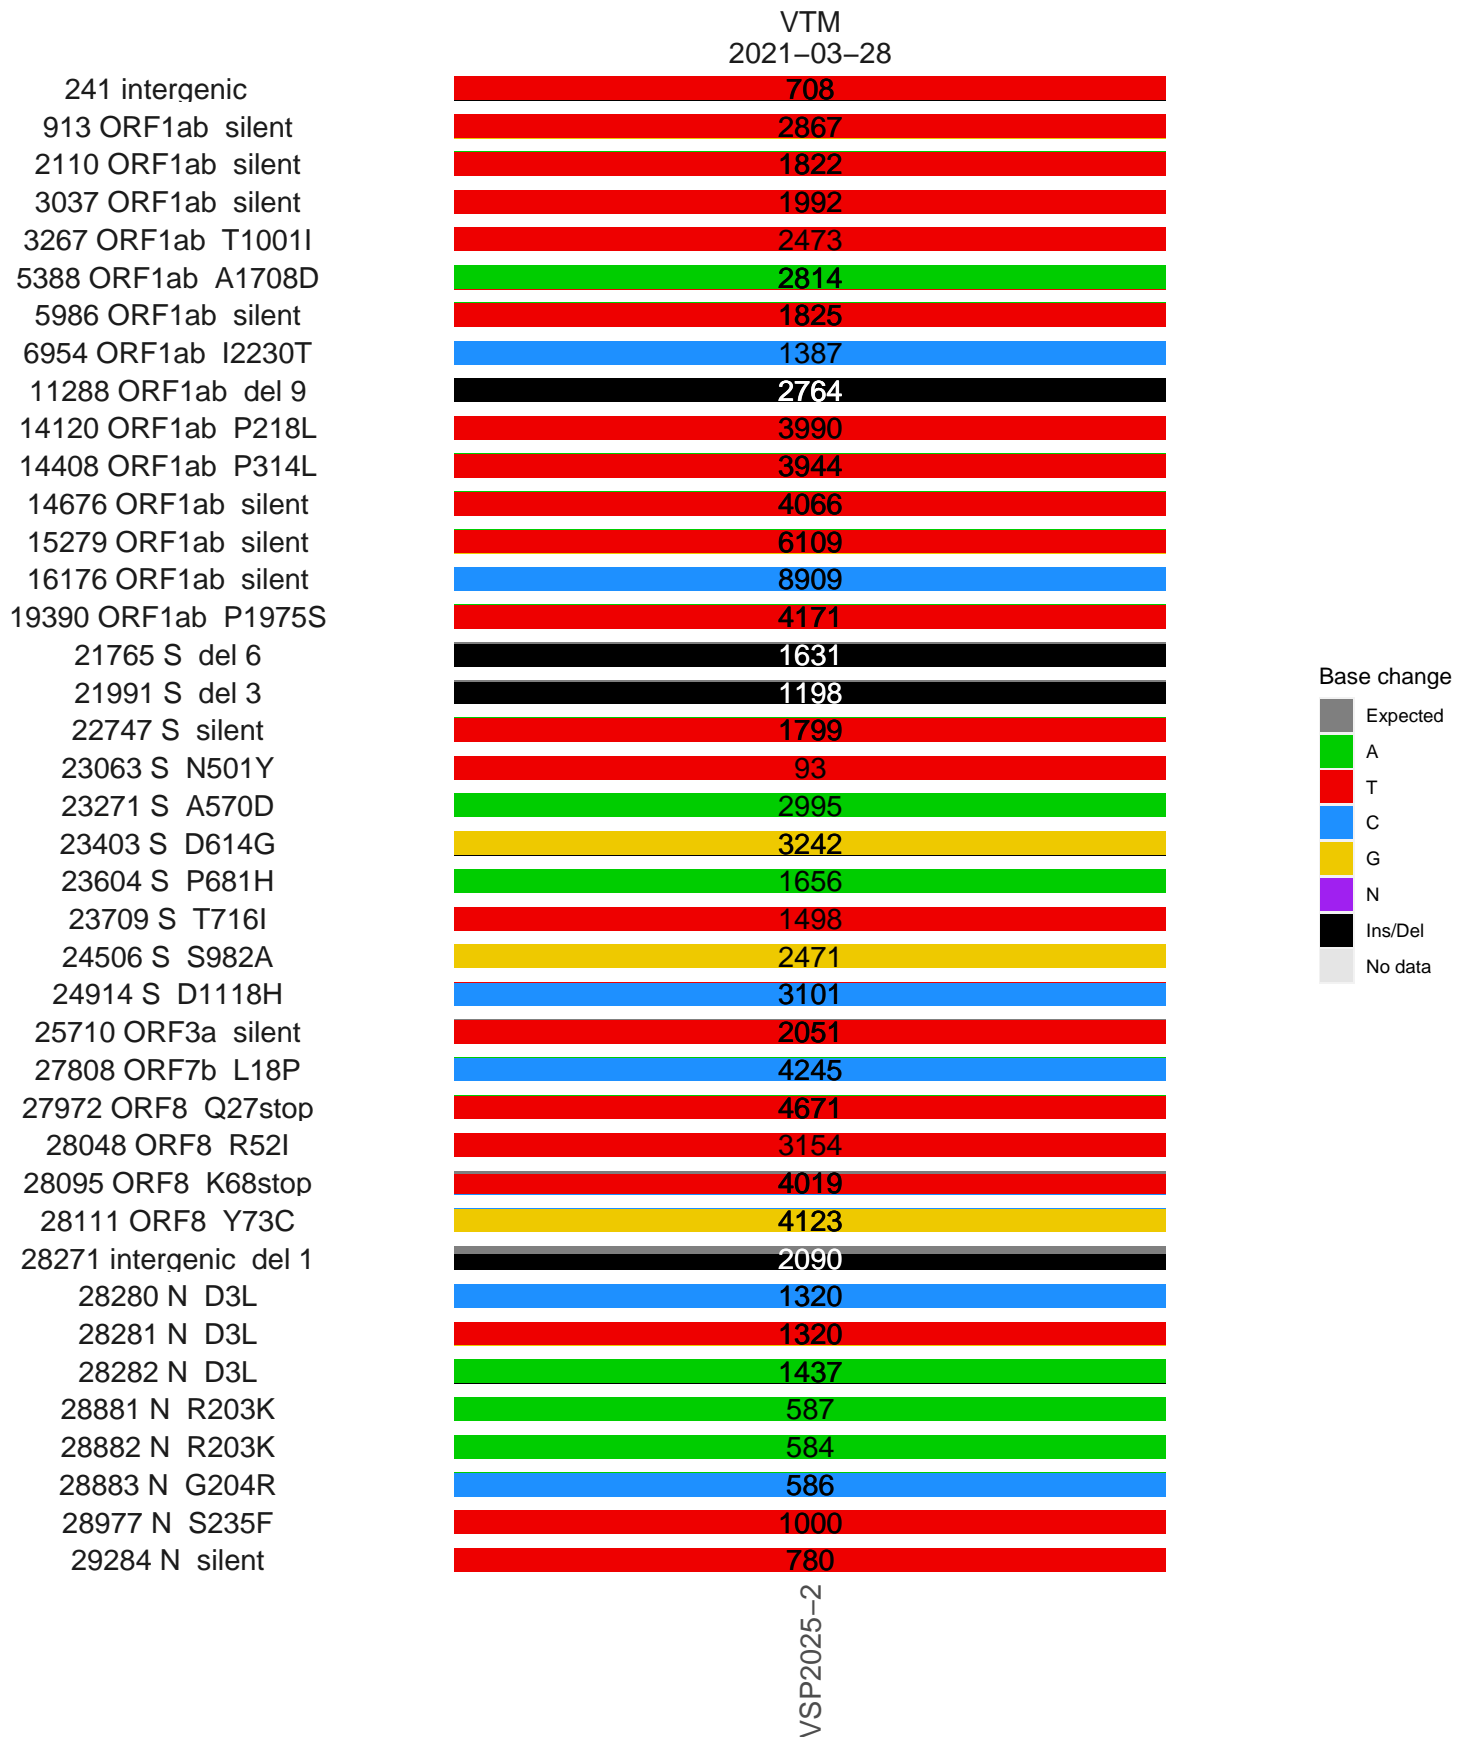 VTM
2021−03−28
241 intergenic 708
913 ORF1ab silent 2867
2110 ORF1ab silent 1822
3037 ORF1ab silent 1992
3267 ORF1ab T1001I 2473
5388 ORF1ab A1708D 2814
5986 ORF1ab silent 1825
6954 ORF1ab I2230T 1387
11288 ORF1ab del 9 2764
14120 ORF1ab P218L 3990
14408 ORF1ab P314L 3944
14676 ORF1ab silent 4066
15279 ORF1ab silent 6109
16176 ORF1ab silent 8909
19390 ORF1ab P1975S 4171
21765 S del 6 1631
21991 S del 3 1198
22747 S silent 1799
23063 S N501Y 93
23271 S A570D 2995
23403 S D614G 3242
23604 S P681H 1656
23709 S T716I 1498
24506 S S982A 2471
24914 S D1118H 3101
25710 ORF3a silent 2051
27808 ORF7b L18P 4245
27972 ORF8 Q27stop 4671
28048 ORF8 R52I 3154
28095 ORF8 K68stop 4019
28111 ORF8 Y73C 4123
28271 intergenic del 1 2090
28280 N D3L 1320
28281 N D3L 1320
28282 N D3L 1437
28881 N R203K 587
28882 N R203K 584
28883 N G204R 586
28977 N S235F 1000
29284 N silent 780
VSP2025−2
Base change
Expected
A
T
C
G
N
Ins/Del
No data